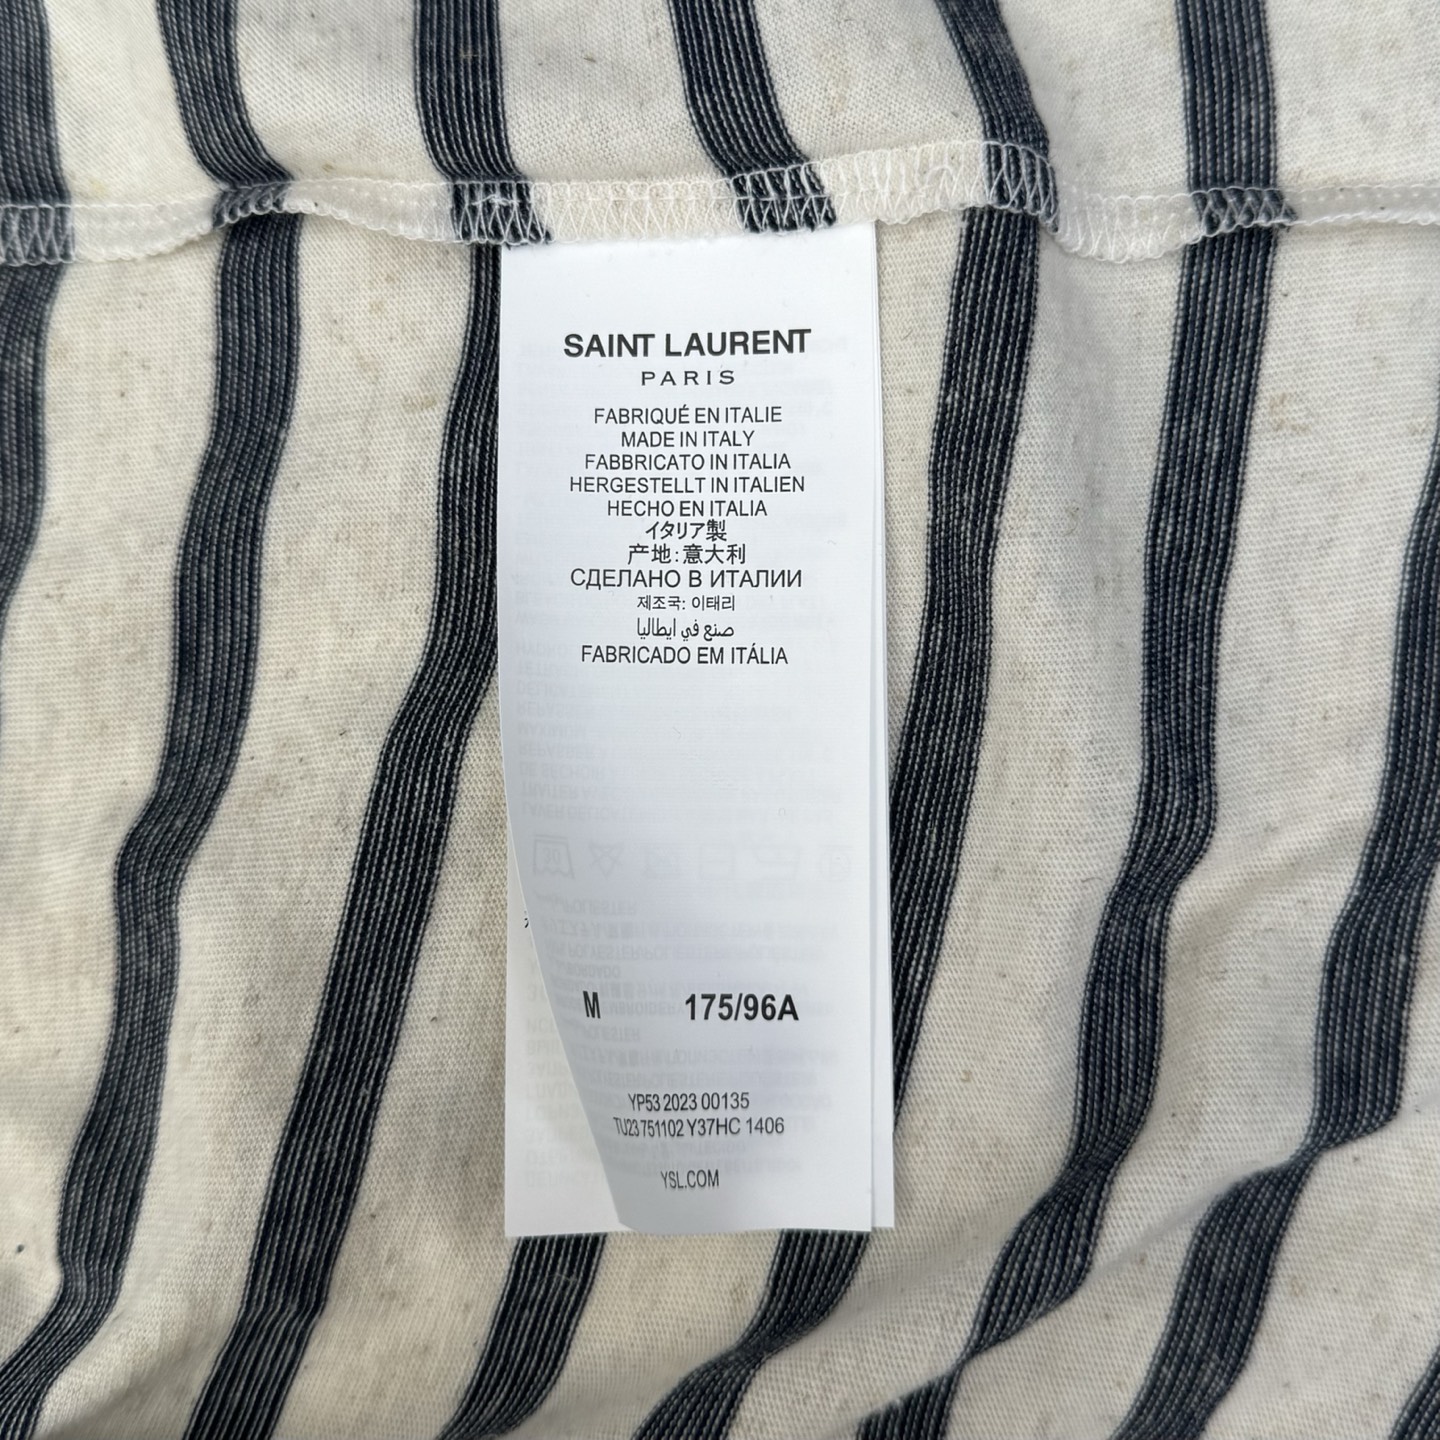 SAINT LAURENT
PARIS
FABRIQUÉ EN ITALIE
MADE IN ITALY
FABBRICATO IN ITALIA
HERGESTELLT IN ITALIEN
HECHO EN ITALIA
イタリア製
产地:意大利
СДЕЛАНО В ИТАЛИИ
제조국: 이태리
صنع في ايطاليا
FABRICADO EM ITÁLIA
M 175/96A
YP53 2023 00135
TU23 751102 Y37HC 1406
YSL.COM